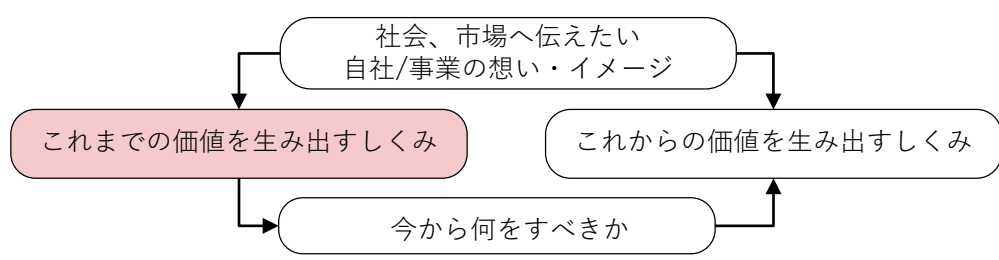 社会、市場へ伝えたい
自社/事業の想い・イメージ
これまでの価値を生み出すしくみ
これからの価値を生み出すしくみ
今から何をすべきか